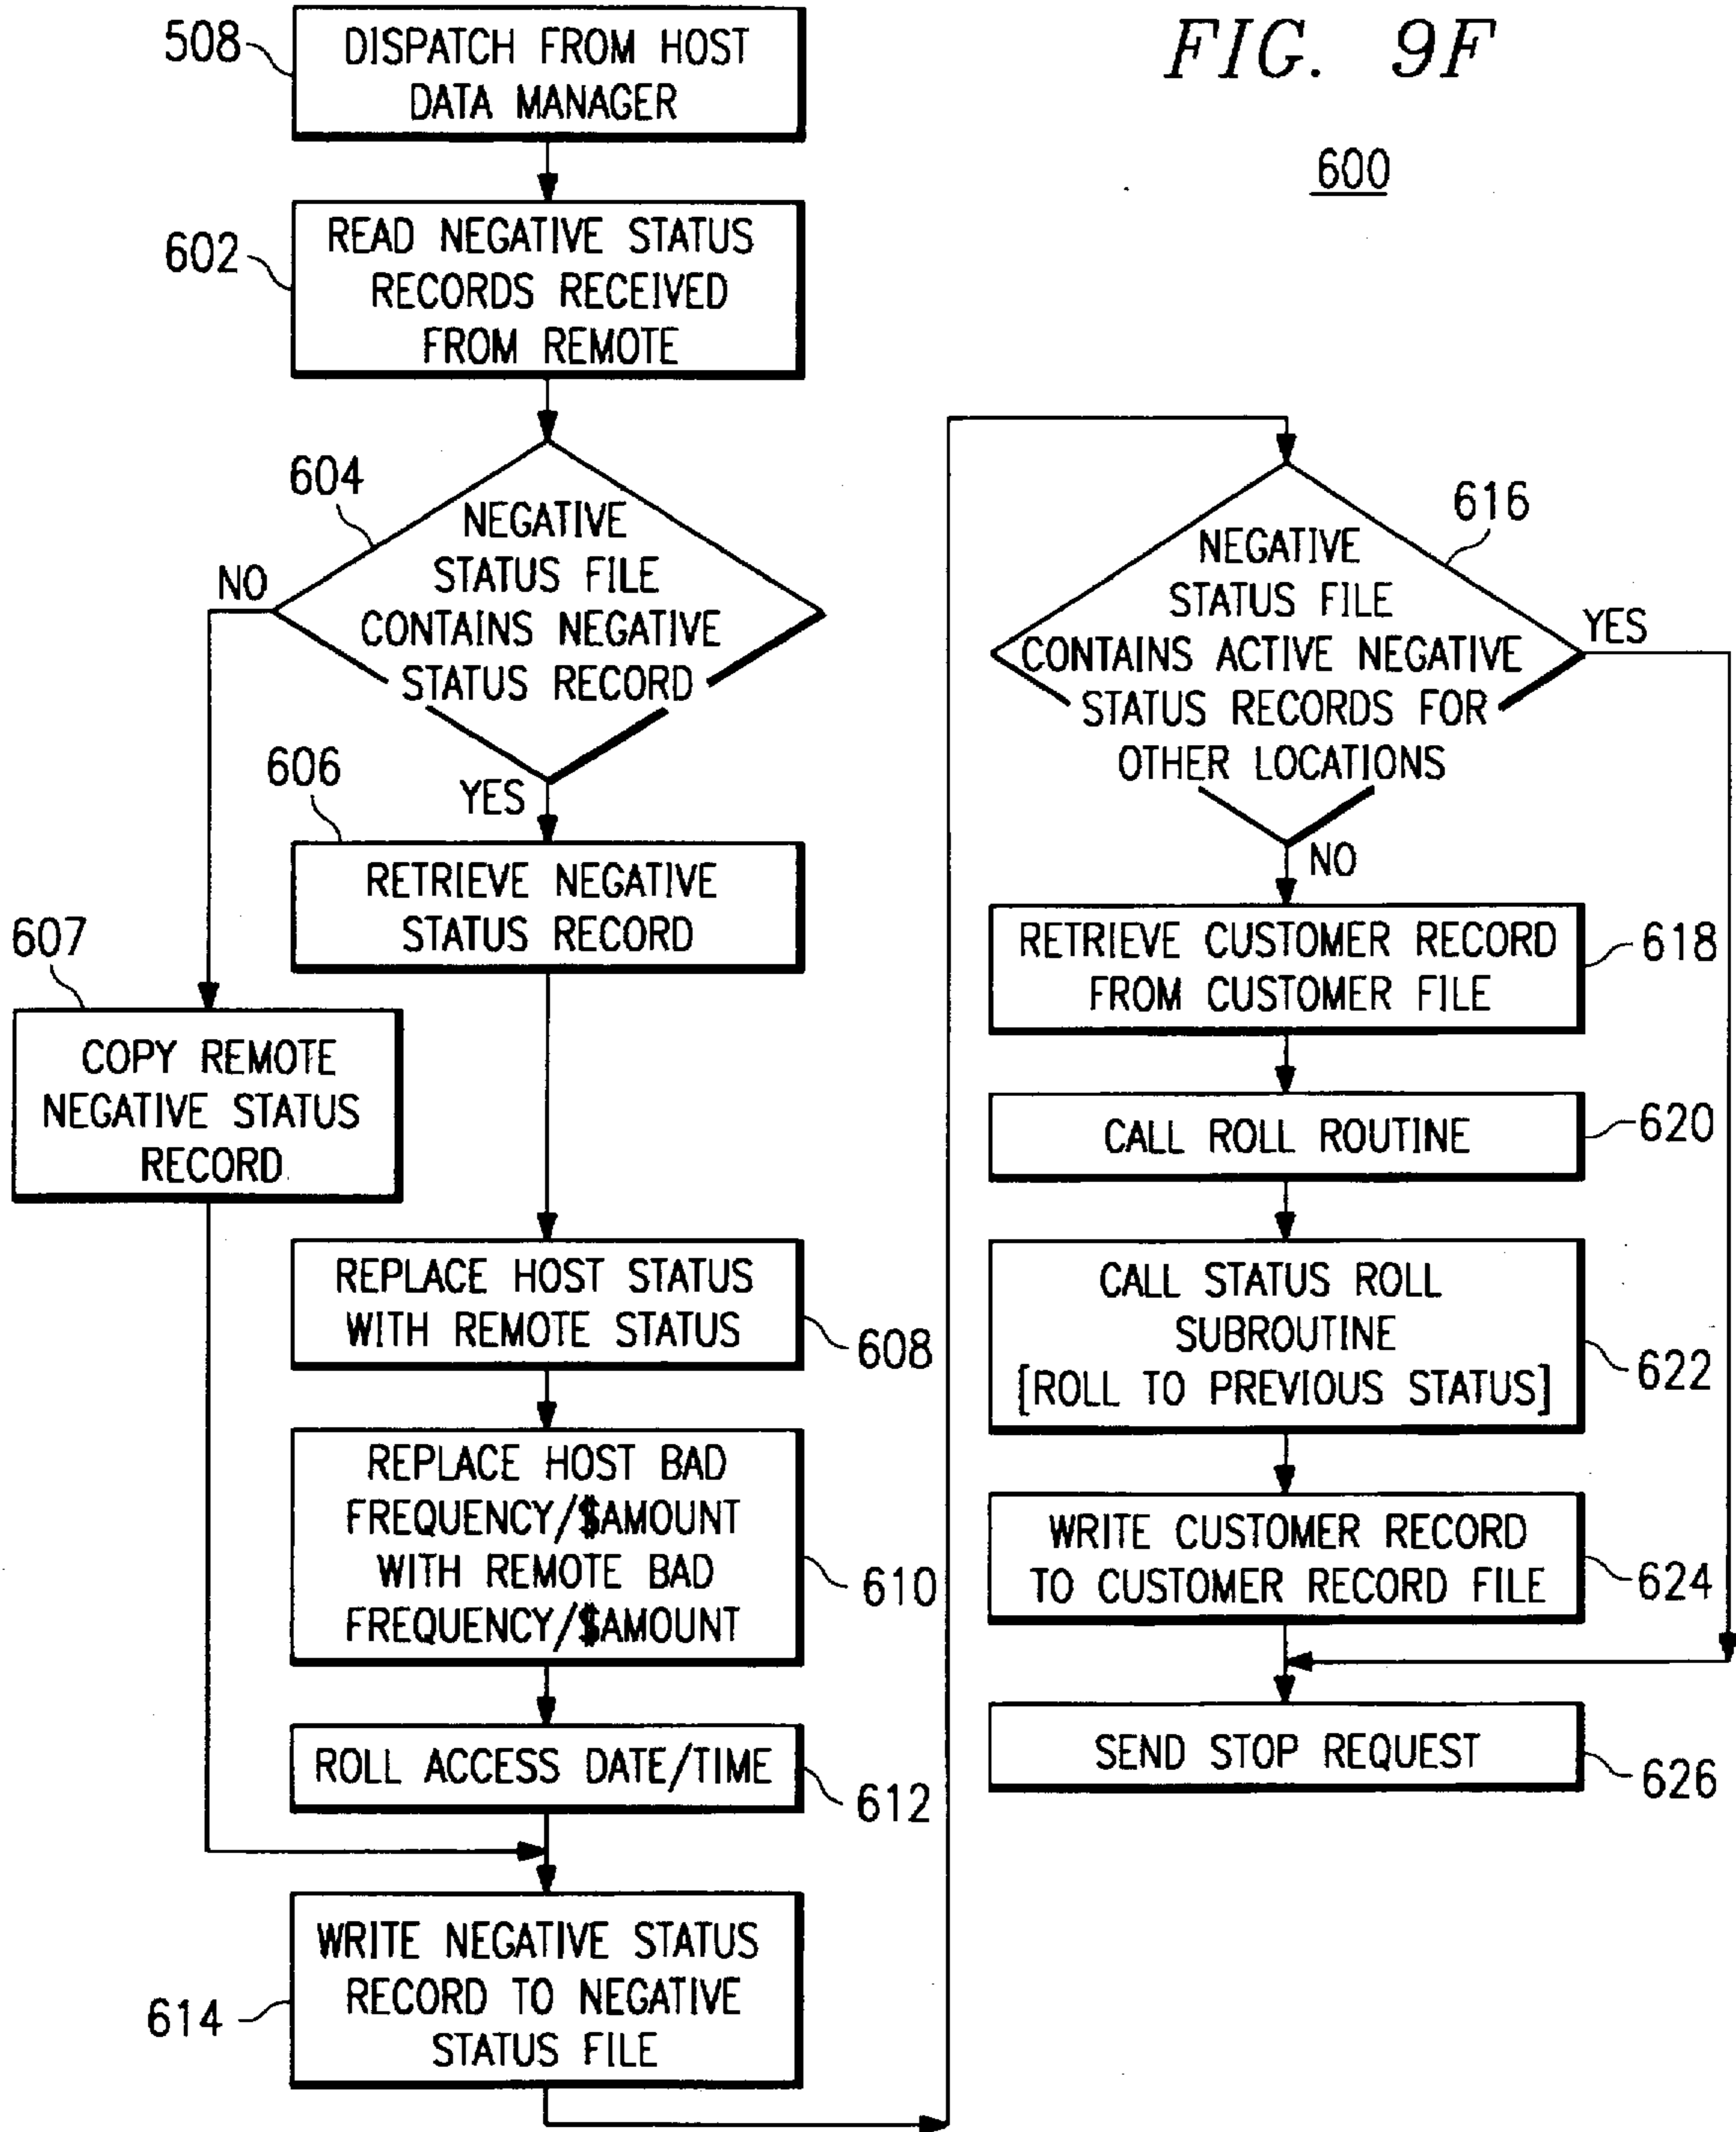 FIG. 9F
600
508
DISPATCH FROM HOST
DATA MANAGER
602
READ NEGATIVE STATUS
RECORDS RECEIVED
FROM REMOTE
604
NEGATIVE
STATUS FILE
CONTAINS NEGATIVE
STATUS RECORD
NO
YES
606
RETRIEVE NEGATIVE
STATUS RECORD
607
COPY REMOTE
NEGATIVE STATUS
RECORD
REPLACE HOST STATUS
WITH REMOTE STATUS
608
REPLACE HOST BAD
FREQUENCY/$AMOUNT
WITH REMOTE BAD
FREQUENCY/$AMOUNT
610
ROLL ACCESS DATE/TIME
612
WRITE NEGATIVE STATUS
RECORD TO NEGATIVE
STATUS FILE
614
616
NEGATIVE
STATUS FILE
CONTAINS ACTIVE NEGATIVE
STATUS RECORDS FOR
OTHER LOCATIONS
YES
NO
RETRIEVE CUSTOMER RECORD
FROM CUSTOMER FILE
618
CALL ROLL ROUTINE
620
CALL STATUS ROLL
SUBROUTINE
[ROLL TO PREVIOUS STATUS]
622
WRITE CUSTOMER RECORD
TO CUSTOMER RECORD FILE
624
SEND STOP REQUEST
626